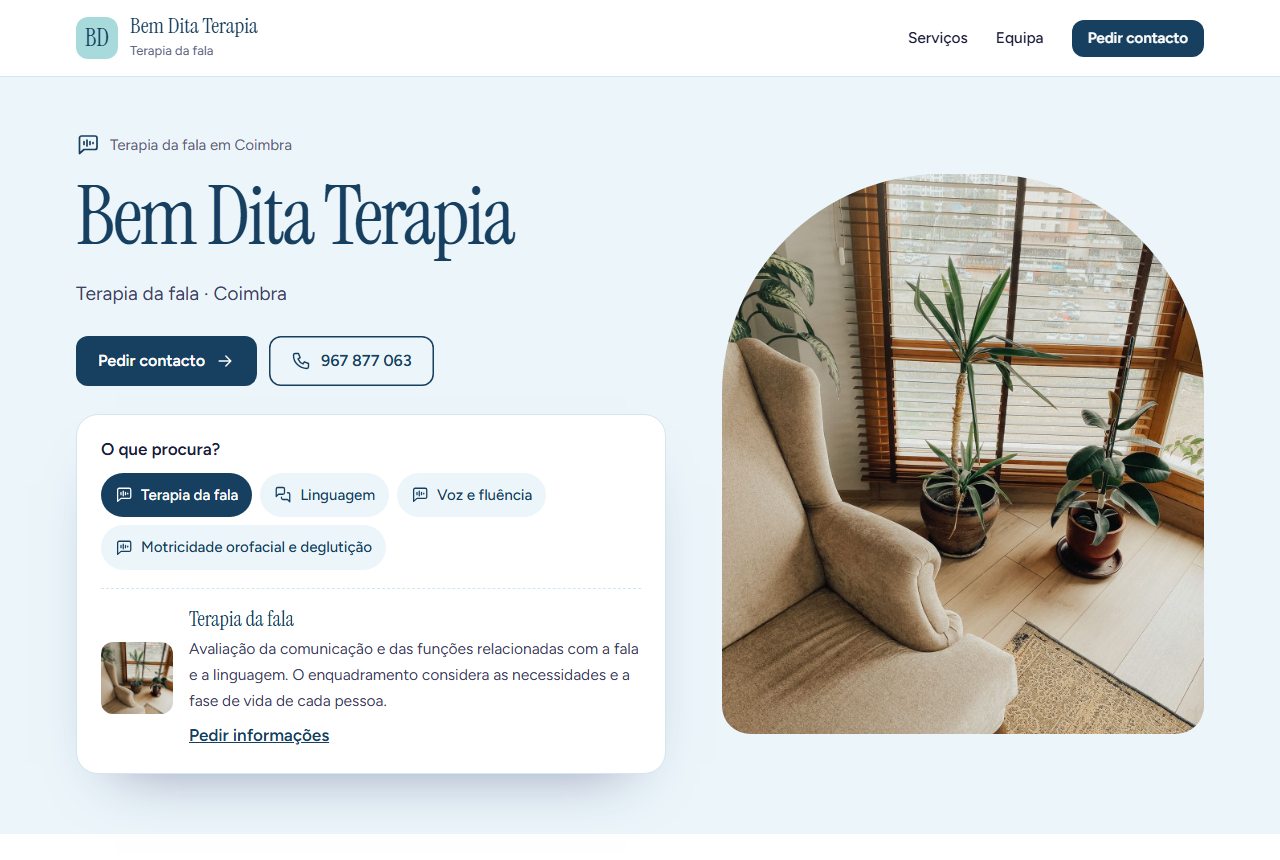 BD
Bem Dita Terapia
Terapia da fala
Serviços
Equipa
Pedir contacto
Terapia da fala em Coimbra
Bem Dita Terapia
Terapia da fala · Coimbra
Pedir contacto
967 877 063
O que procura?
Terapia da fala
Linguagem
Voz e fluência
Motricidade orofacial e deglutição
Terapia da fala
Avaliação da comunicação e das funções relacionadas com a fala
e a linguagem. O enquadramento considera as necessidades e a
fase de vida de cada pessoa.
Pedir informações